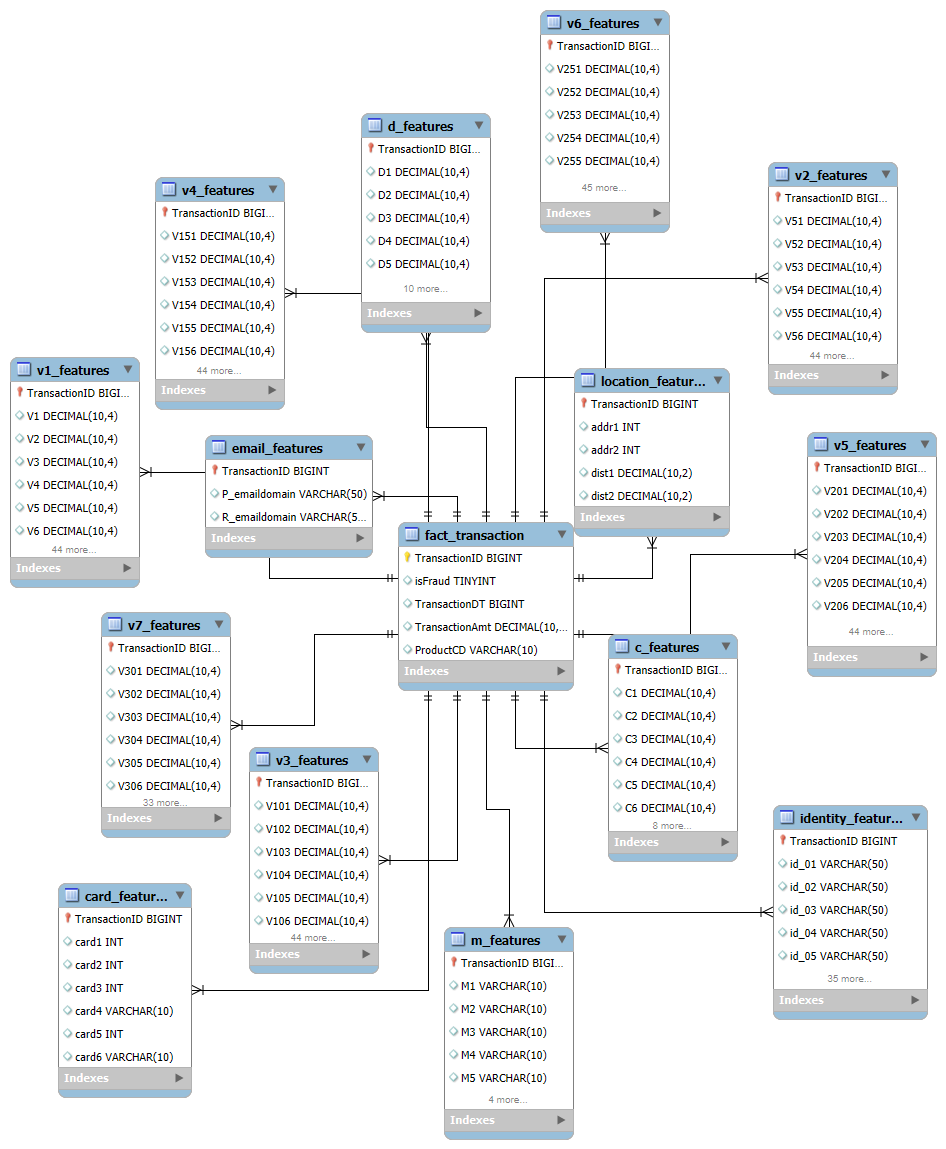 v6_features
TransactionID BIGI...
V251 DECIMAL(10,4)
V252 DECIMAL(10,4)
V253 DECIMAL(10,4)
V254 DECIMAL(10,4)
V255 DECIMAL(10,4)
45 more...
Indexes
d_features
TransactionID BIGI...
D1 DECIMAL(10,4)
D2 DECIMAL(10,4)
D3 DECIMAL(10,4)
D4 DECIMAL(10,4)
D5 DECIMAL(10,4)
10 more...
Indexes
v2_features
TransactionID BIGI...
V51 DECIMAL(10,4)
V52 DECIMAL(10,4)
V53 DECIMAL(10,4)
V54 DECIMAL(10,4)
V55 DECIMAL(10,4)
V56 DECIMAL(10,4)
44 more...
Indexes
v4_features
TransactionID BIGI...
V151 DECIMAL(10,4)
V152 DECIMAL(10,4)
V153 DECIMAL(10,4)
V154 DECIMAL(10,4)
V155 DECIMAL(10,4)
V156 DECIMAL(10,4)
44 more...
Indexes
v1_features
TransactionID BIGI...
V1 DECIMAL(10,4)
V2 DECIMAL(10,4)
V3 DECIMAL(10,4)
V4 DECIMAL(10,4)
V5 DECIMAL(10,4)
V6 DECIMAL(10,4)
44 more...
Indexes
location_featur...
TransactionID BIGINT
addr1 INT
addr2 INT
dist1 DECIMAL(10,2)
dist2 DECIMAL(10,2)
Indexes
email_features
TransactionID BIGINT
P_emaildomain VARCHAR(50)
R_emaildomain VARCHAR(5...
Indexes
v5_features
TransactionID BIGI...
V201 DECIMAL(10,4)
V202 DECIMAL(10,4)
V203 DECIMAL(10,4)
V204 DECIMAL(10,4)
V205 DECIMAL(10,4)
V206 DECIMAL(10,4)
44 more...
Indexes
fact_transaction
TransactionID BIGINT
isFraud TINYINT
TransactionDT BIGINT
TransactionAmt DECIMAL(10,...
ProductCD VARCHAR(10)
Indexes
v7_features
TransactionID BIGI...
V301 DECIMAL(10,4)
V302 DECIMAL(10,4)
V303 DECIMAL(10,4)
V304 DECIMAL(10,4)
V305 DECIMAL(10,4)
V306 DECIMAL(10,4)
33 more...
Indexes
c_features
TransactionID BIGI...
C1 DECIMAL(10,4)
C2 DECIMAL(10,4)
C3 DECIMAL(10,4)
C4 DECIMAL(10,4)
C5 DECIMAL(10,4)
C6 DECIMAL(10,4)
8 more...
Indexes
v3_features
TransactionID BIGI...
V101 DECIMAL(10,4)
V102 DECIMAL(10,4)
V103 DECIMAL(10,4)
V104 DECIMAL(10,4)
V105 DECIMAL(10,4)
V106 DECIMAL(10,4)
44 more...
Indexes
identity_featur...
TransactionID BIGINT
id_01 VARCHAR(50)
id_02 VARCHAR(50)
id_03 VARCHAR(50)
id_04 VARCHAR(50)
id_05 VARCHAR(50)
35 more...
Indexes
card_featur...
TransactionID BIGINT
card1 INT
card2 INT
card3 INT
card4 VARCHAR(10)
card5 INT
card6 VARCHAR(10)
Indexes
m_features
TransactionID BIGI...
M1 VARCHAR(10)
M2 VARCHAR(10)
M3 VARCHAR(10)
M4 VARCHAR(10)
M5 VARCHAR(10)
4 more...
Indexes